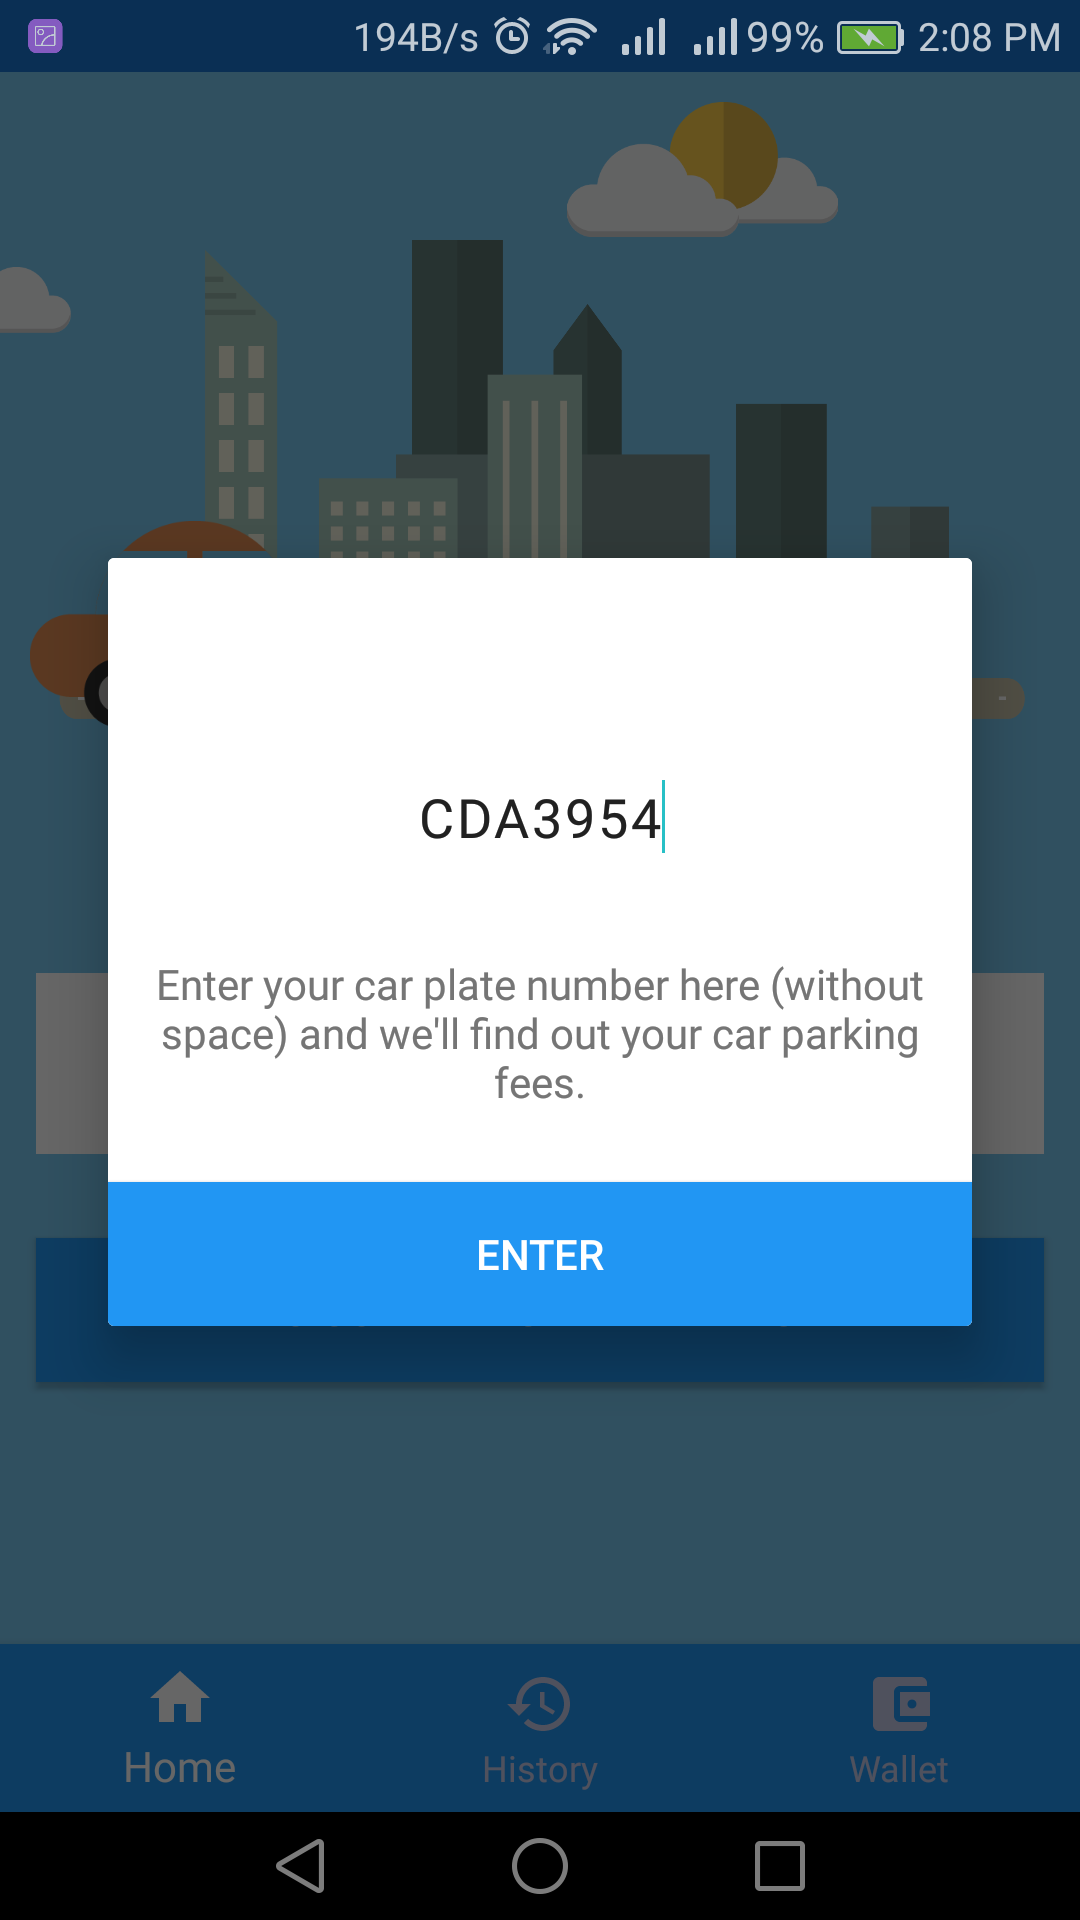 194B/s 99% 2:08 PM
CDA3954
Enter your car plate number here (without
space) and we'll find out your car parking
fees.
ENTER
Home History Wallet